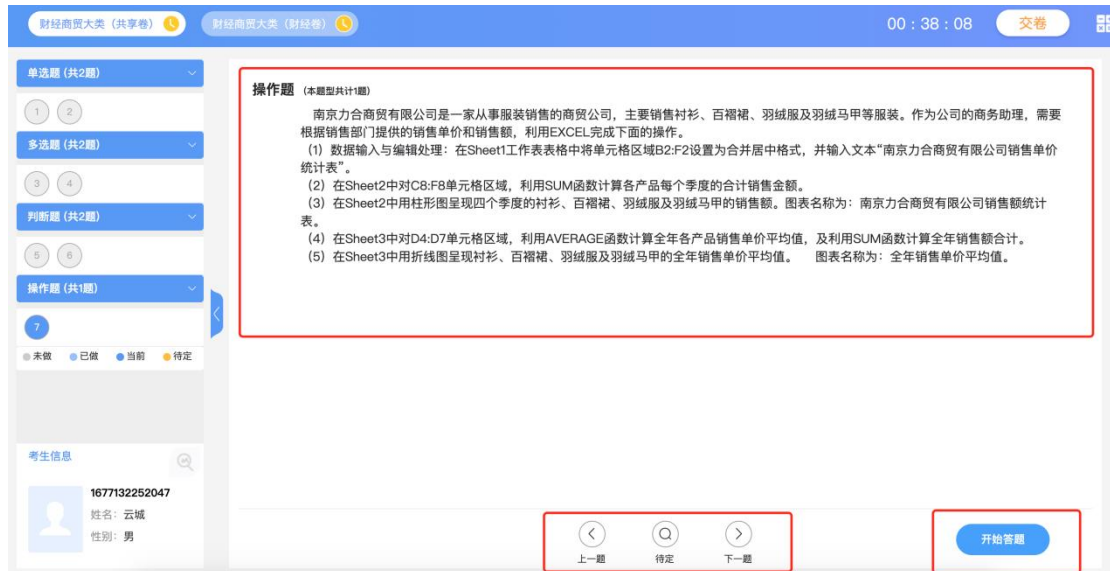 财经商贸大类（共享卷）
财经商贸大类（财经卷）
00：38：08
交卷
单选题 (共2题)
1 2
多选题 (共2题)
3 4
判断题 (共2题)
5 6
操作题 (共1题)
7
未做 已做 当前 待定
考生信息
1677132252047
姓名：云城
性别：男
操作题 (本题型共计1题)
南京力合商贸有限公司是一家从事服装销售的商贸公司，主要销售衬衫、百褶裙、羽绒服及羽绒马甲等服装。作为公司的商务助理，需要
根据销售部门提供的销售单价和销售额，利用EXCEL完成下面的操作。
(1) 数据输入与编辑处理：在Sheet1工作表表格中将单元格区域B2:F2设置为合并居中格式，并输入文本“南京力合商贸有限公司销售单价
统计表”。
(2) 在Sheet2中对C8:F8单元格区域，利用SUM函数计算各产品每个季度的合计销售金额。
(3) 在Sheet2中用柱形图呈现四个季度的衬衫、百褶裙、羽绒服及羽绒马甲的销售额。图表名称为：南京力合商贸有限公司销售额统计
表。
(4) 在Sheet3中对D4:D7单元格区域，利用AVERAGE函数计算全年各产品销售单价平均值，及利用SUM函数计算全年销售额合计。
(5) 在Sheet3中用折线图呈现衬衫、百褶裙、羽绒服及羽绒马甲的全年销售单价平均值。 图表名称为：全年销售单价平均值。
上一题 待定 下一题
开始答题